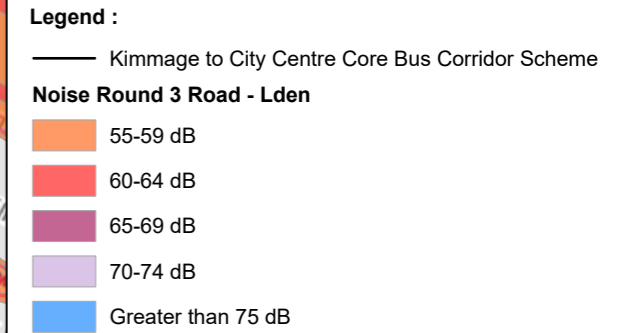 Legend :
Kimmage to City Centre Core Bus Corridor Scheme
Noise Round 3 Road - Lden
55-59 dB
60-64 dB
65-69 dB
70-74 dB
Greater than 75 dB